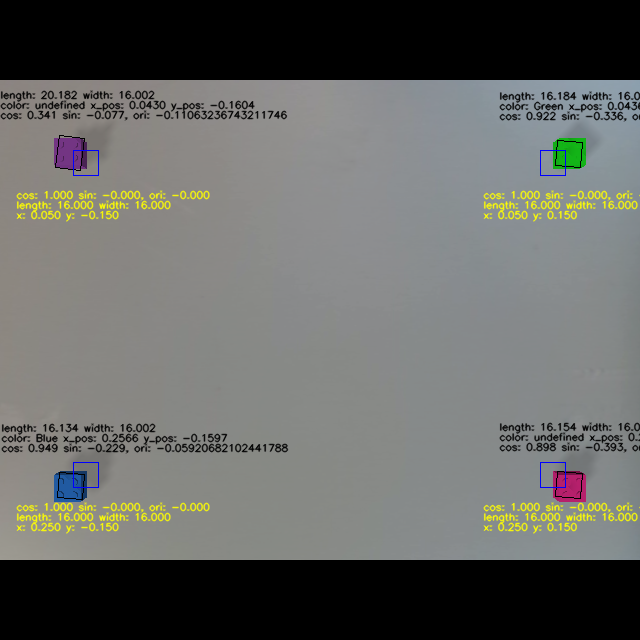 length: 20.182 width: 16.002
color: undefined x_pos: 0.0430 y_pos: -0.1604
cos: 0.341 sin: -0.077, ori: -0.11063236743211746
length: 16.184 width: 16.0
color: Green x_pos: 0.0436
cos: 0.922 sin: -0.336, o
cos: 1.000 sin: -0.000, ori: -0.000
length: 16.000 width: 16.000
x: 0.050 y: -0.150
cos: 1.000 sin: -0.000, ori:
length: 16.000 width: 16.000
x: 0.050 y: 0.150
length: 16.134 width: 16.002
color: Blue x_pos: 0.2566 y_pos: -0.1597
cos: 0.949 sin: -0.229, ori: -0.05920682102441788
length: 16.154 width: 16.0
color: undefined x_pos: 0.
cos: 0.898 sin: -0.393, o
cos: 1.000 sin: -0.000, ori: -0.000
length: 16.000 width: 16.000
x: 0.250 y: -0.150
cos: 1.000 sin: -0.000, ori:
length: 16.000 width: 16.000
x: 0.250 y: 0.150